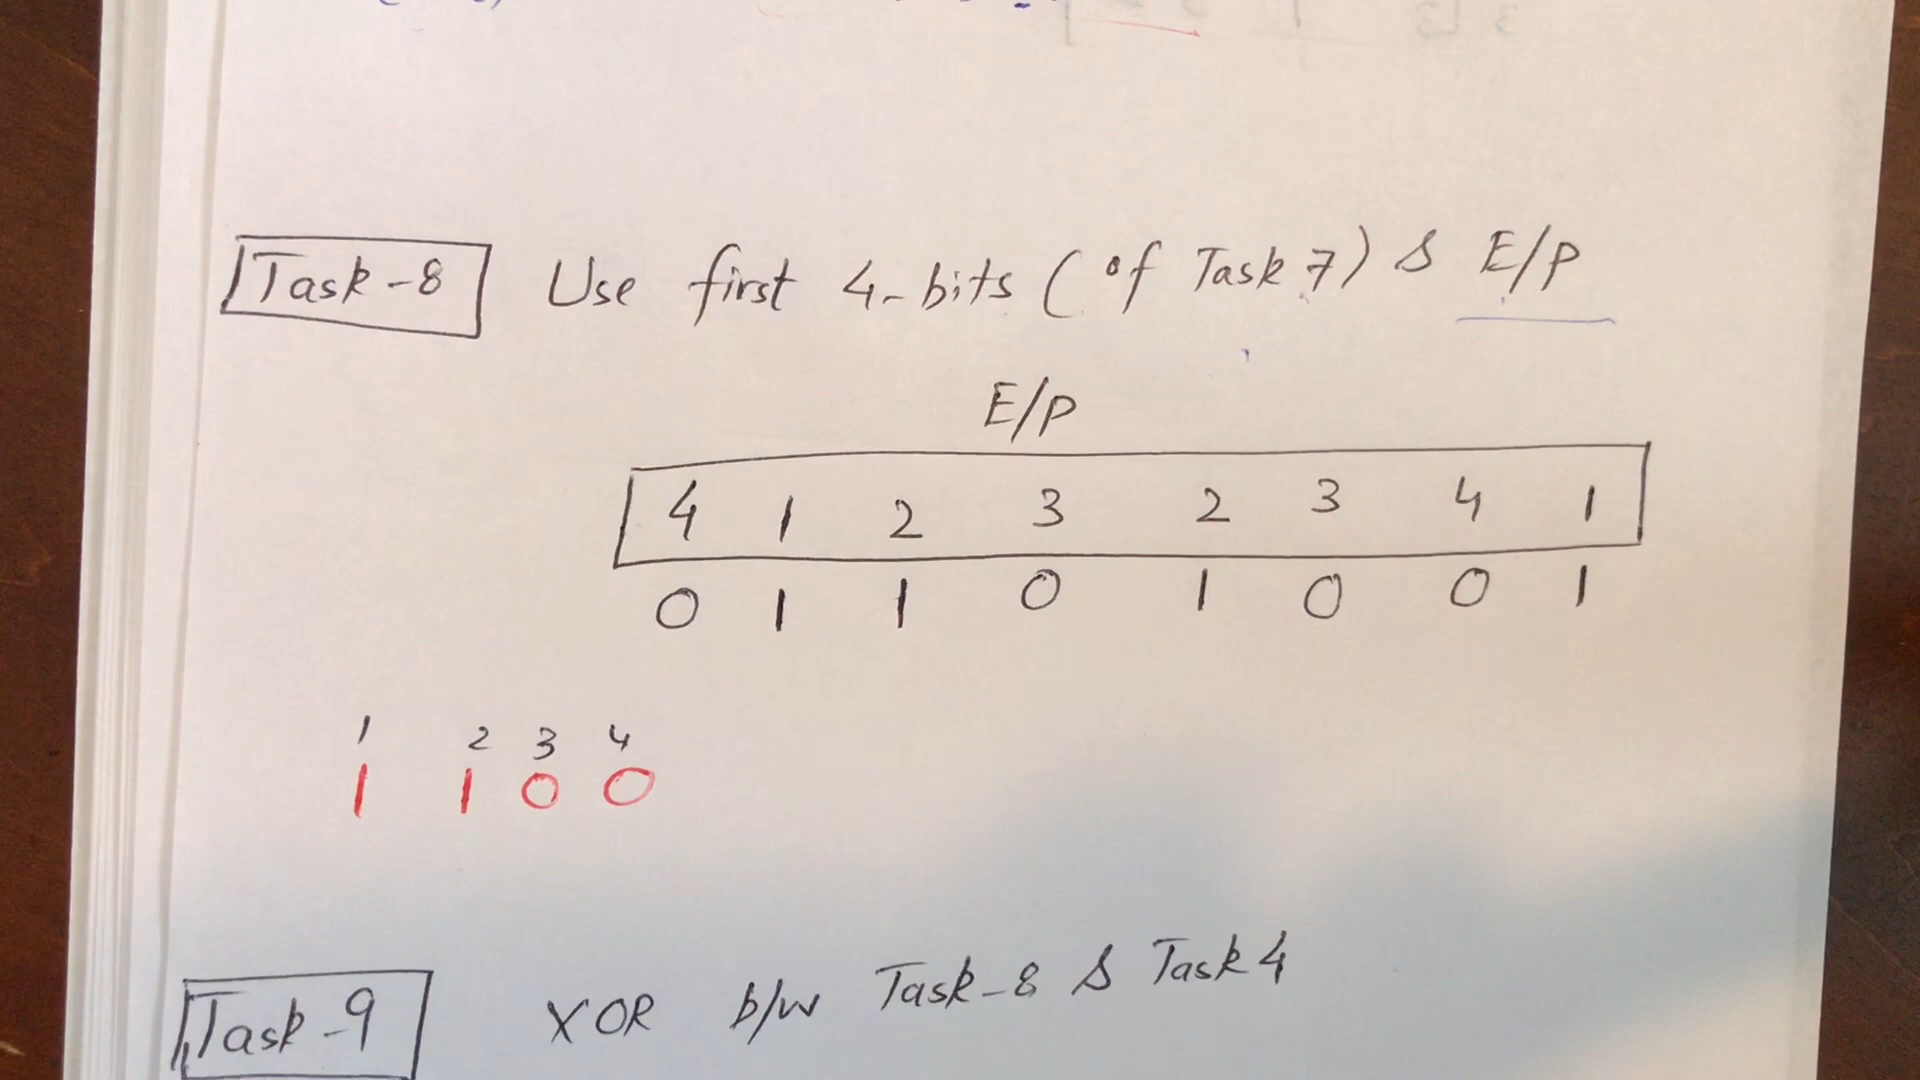 Task-8 Use first 4-bits (of Task 7) & E/P
E/P
4 1 2 3 2 3 4 1
0 1 1 0 1 0 0 1
1 2 3 4
1 1 0 0
Task-9 XOR b/w Task-8 & Task 4